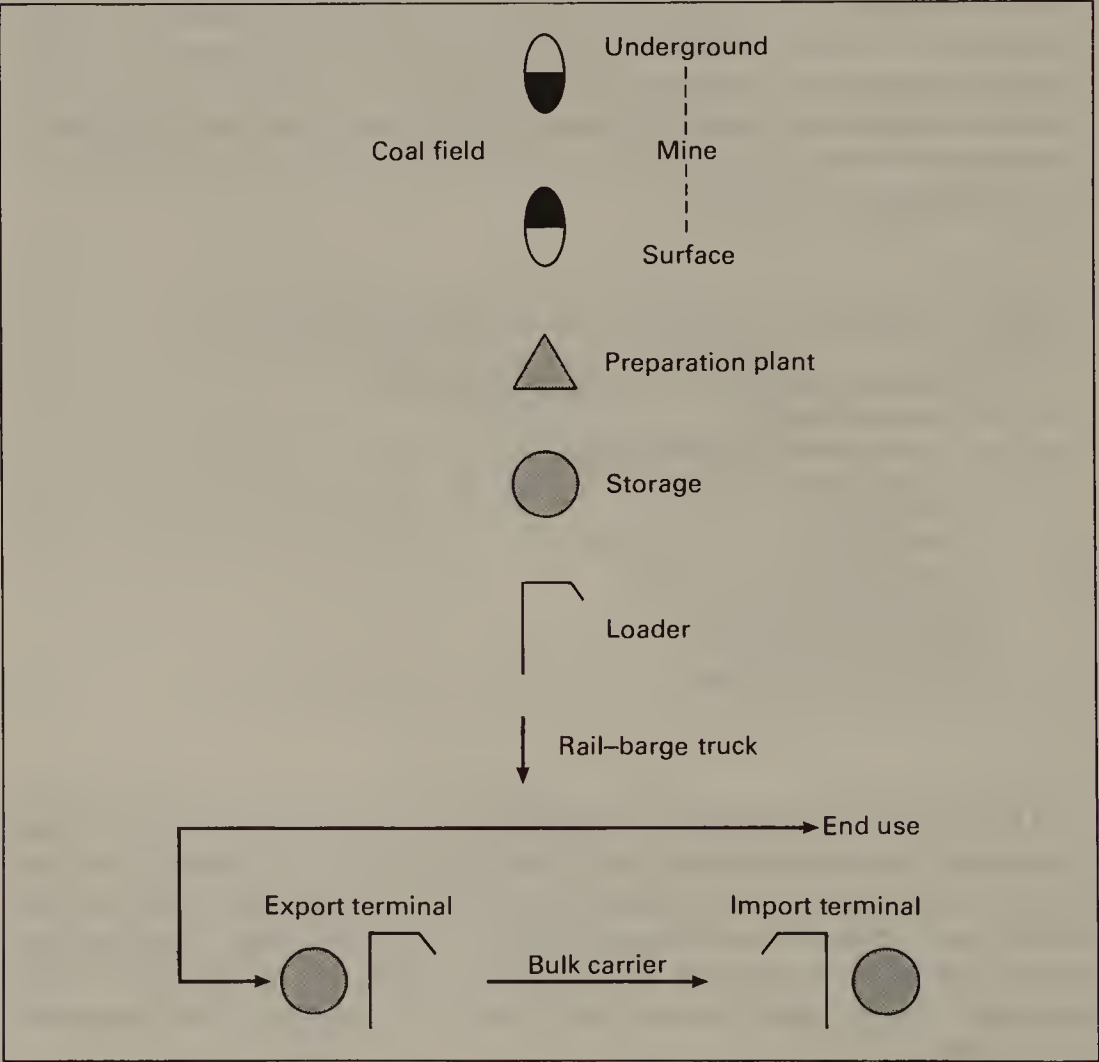 Underground
Coal field
Mine
Surface
Preparation plant
Storage
Loader
Rail–barge truck
End use
Export terminal
Import terminal
Bulk carrier